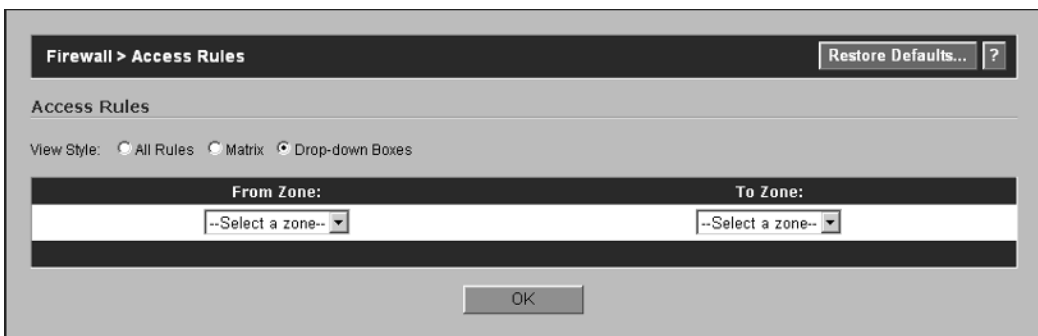 Firewall > Access Rules
Restore Defaults... ?
Access Rules
View Style: All Rules Matrix Drop-down Boxes
From Zone: To Zone:
--Select a zone-- --Select a zone--
OK